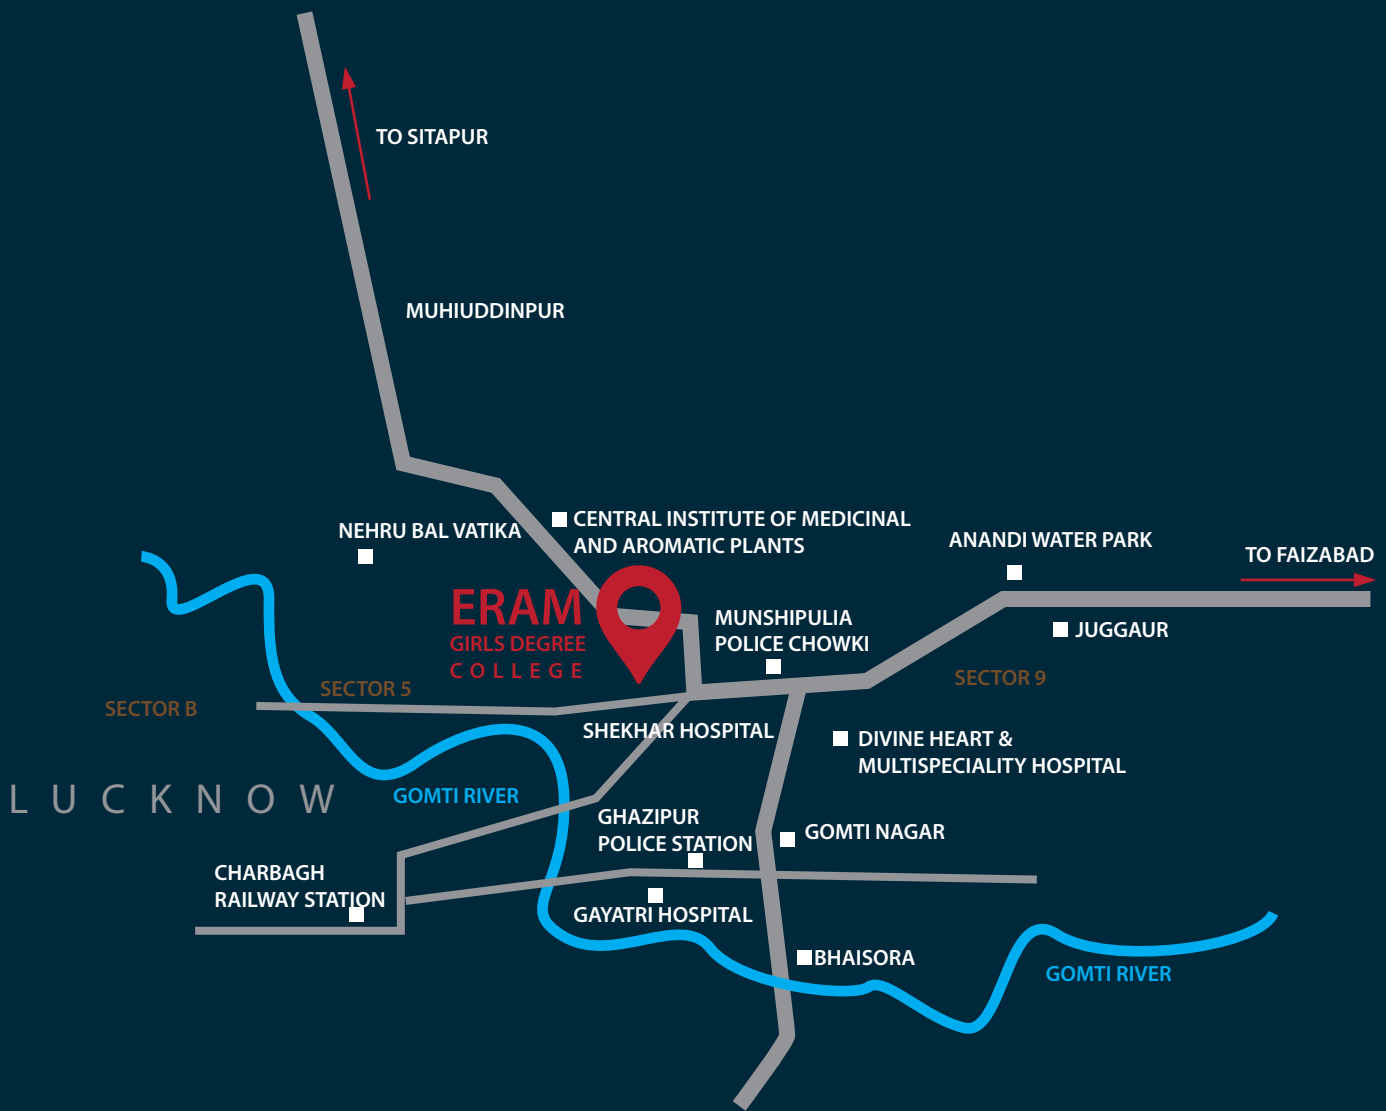 TO SITAPUR
MUHIUDDINPUR
NEHRU BAL VATIKA
CENTRAL INSTITUTE OF MEDICINAL
AND AROMATIC PLANTS
ANANDI WATER PARK
TO FAIZABAD
ERAM
GIRLS DEGREE
COLLEGE
MUNSHIPULIA
POLICE CHOWKI
JUGGAUR
SECTOR 9
SECTOR 5
SECTOR B
SHEKHAR HOSPITAL
DIVINE HEART &
MULTISPECIALITY HOSPITAL
LUCKNOW
GOMTI RIVER
GHAZIPUR
POLICE STATION
GOMTI NAGAR
CHARBAGH
RAILWAY STATION
GAYATRI HOSPITAL
BHAISORA
GOMTI RIVER